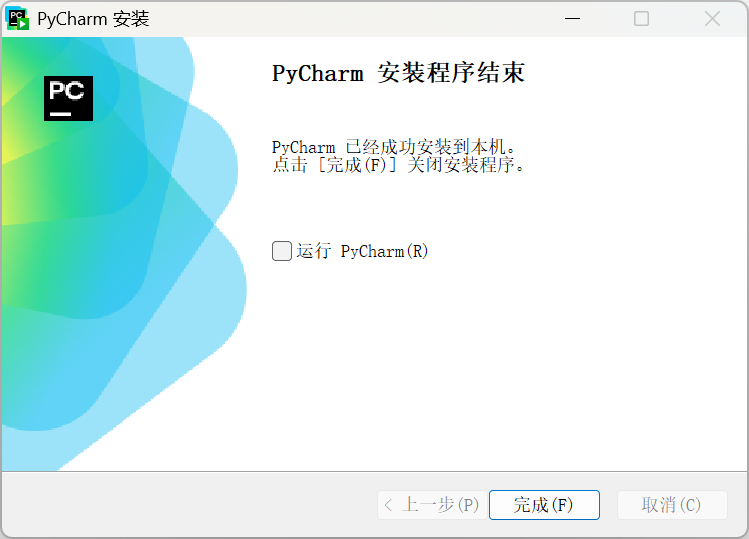 PyCharm 安装
PC
PyCharm 安装程序结束
PyCharm 已经成功安装到本机。
点击 [完成(F)] 关闭安装程序。
运行 PyCharm(R)
< 上一步(P)
完成(F)
取消(C)